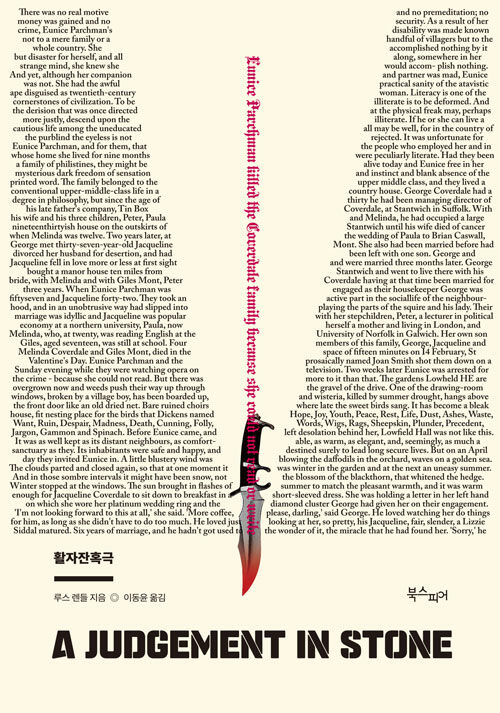 There was no real motive
money was gained and no
crime, Eunice Parchman's
not to a mere family or a
whole country. She
but disaster for herself, and all
strange mind, she knew she
And yet, although her companion
was not. She had the awful
ape disguised as twentieth-century
cornerstones of civilization. To be
the derision that was once directed
more justly, descend upon the
cautious life among the uneducated
the purblind the eyeless is not
Eunice Parchman, and for them, that
whose home she lived for nine months
a family of philistines, they might be
mysterious dark freedom of sensation
printed word. The family belonged to the
conventional upper-middle-class life in a
degree in philosophy, but since the age of
his late father's company, Tin Box
his wife and his three children, Peter, Paula
nineteenthirtyish house on the outskirts of
when Melinda was twelve. Two years later, at
George met thirty-seven-year-old Jacqueline
divorced her husband for desertion, and had
Jacqueline fell in love more or less at first sight
bought a manor house ten miles from
bride, with Melinda and with Giles Mont, Peter
three years. When Eunice Parchman was
fiftyseven and Jacqueline forty-two. They took an
hood, and in an unobtrusive way had slipped into
marriage was idyllic and Jacqueline was popular
economy at a northern university, Paula, now
Melinda, who, at twenty, was reading English at the
Giles, aged seventeen, was still at school. Four
Melinda Coverdale and Giles Mont, died in the
Valentine's Day. Eunice Parchman and the
Sunday evening while they were watching opera on
the crime - because she could not read. But there was
overgrown now and weeds push their way through
windows, broken by a village boy, has been boarded up,
the front door like an old dried net. Bare ruined choirs
house, fit nesting place for the birds that Dickens named
Want, Ruin, Despair, Madness, Death, Cunning, Folly,
Jargon, Gammon and Spinach. Before Eunice came, and
It was as well kept as its distant neighbours, as comfort-
sanctuary as they. Its inhabitants were safe and happy, and
day they invited Eunice in. A little blustery wind was
The clouds parted and closed again, so that at one moment it
And in those sombre intervals it might have been snow, not
Winter stopped at the windows. The sun brought in flashes of
enough for Jacqueline Coverdale to sit down to breakfast in a
on which she wore her platinum wedding ring and the
'I'm not looking forward to this at all,' she said. 'More coffee,
for him, as long as she didn't have to do too much. He loved just
Siddal matured. Six years of marriage, and he hadn't got used to
Eunice Parchman killed the Coverdale family because she could not read or write
and no premeditation; no
security. As a result of her
disability was made known
handful of villagers but to the
accomplished nothing by it
along, somewhere in her
would accom- plish nothing.
and partner was mad, Eunice
practical sanity of the atavistic
woman. Literacy is one of the
illiterate is to be deformed. And
at the physical freak may, perhaps
illiterate. If he or she can live a
all may be well, for in the country of
rejected. It was unfortunate for
the people who employed her and in
were peculiarly literate. Had they been
alive today and Eunice free in her
and instinct and blank absence of the
upper middle class, and they lived a
country house. George Coverdale had a
thirty he had been managing director of
Coverdale, at Stantwich in Suffolk. With
and Melinda, he had occupied a large
Stantwich until his wife died of cancer
the wedding of Paula to Brian Caswall,
Mont. She also had been married before had
been left with one son. George and
and were married three months later. George
Stantwich and went to live there with his
Coverdale having at that time been married for
engaged as their housekeeper George was
active part in the sociallife of the neighbour-
playing the parts of the squire and his lady. Their
with her stepchildren, Peter, a lecturer in political
herself a mother and living in London, and
University of Norfolk in Galwich. Her own son
members of this family, George, Jacqueline and
space of fifteen minutes on 14 February, St
prosaically named Joan Smith shot them down on a
television. Two weeks later Eunice was arrested for
more to it than that. The gardens Lowfield HE are
the gravel of the drive. One of the drawing-room
and wisteria, killed by summer drought, hangs above
where late the sweet birds sang. It has become a bleak
Hope, Joy, Youth, Peace, Rest, Life, Dust, Ashes, Waste,
Words, Wigs, Rags, Sheepskin, Plunder, Precedent,
left desolation behind her, Lowfield Hall was not like this.
able, as warm, as elegant, and, seemingly, as much a
destined surely to lead long secure lives. But on an April
blowing the daffodils in the orchard, waves on a golden sea.
was winter in the garden and at the next an uneasy summer.
the blossom of the blackthorn, that whitened the hedge.
summer to match the pleasant warmth, and it was warm
short-sleeved dress. She was holding a letter in her left hand
diamond cluster George had given her on their engagement.
please, darling,' said George. He loved watching her do things
looking at her, so pretty, his Jacqueline, fair, slender, a Lizzie
the wonder of it, the miracle that he had found her. 'Sorry,' he
활자잔혹극
루스 렌들 지음 ◎ 이동윤 옮김
북스피어
A JUDGEMENT IN STONE